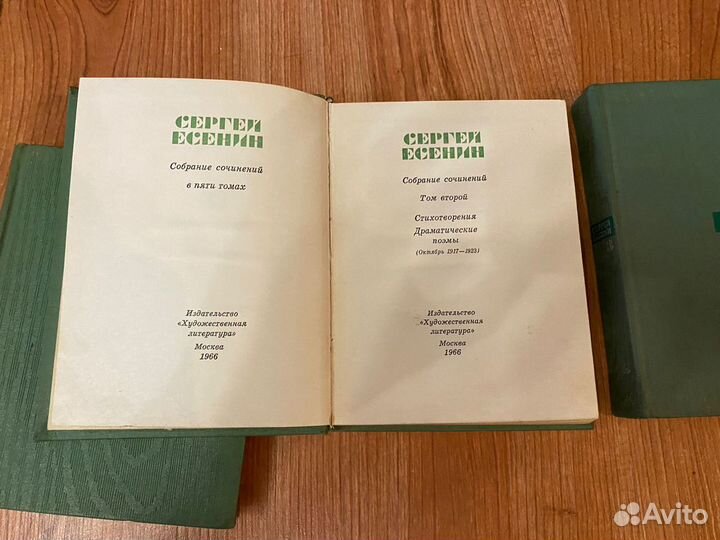 СЕРГЕЙ
ЕСЕНИН
Собрание сочинений
в пяти томах
Издательство
«Художественная
литература»
Москва
1966
СЕРГЕЙ
ЕСЕНИН
Собрание сочинений
Том второй
Стихотворения
Драматические
поэмы
(Октябрь 1917—1923)
Издательство
«Художественная
литература»
Москва
1966
Avito